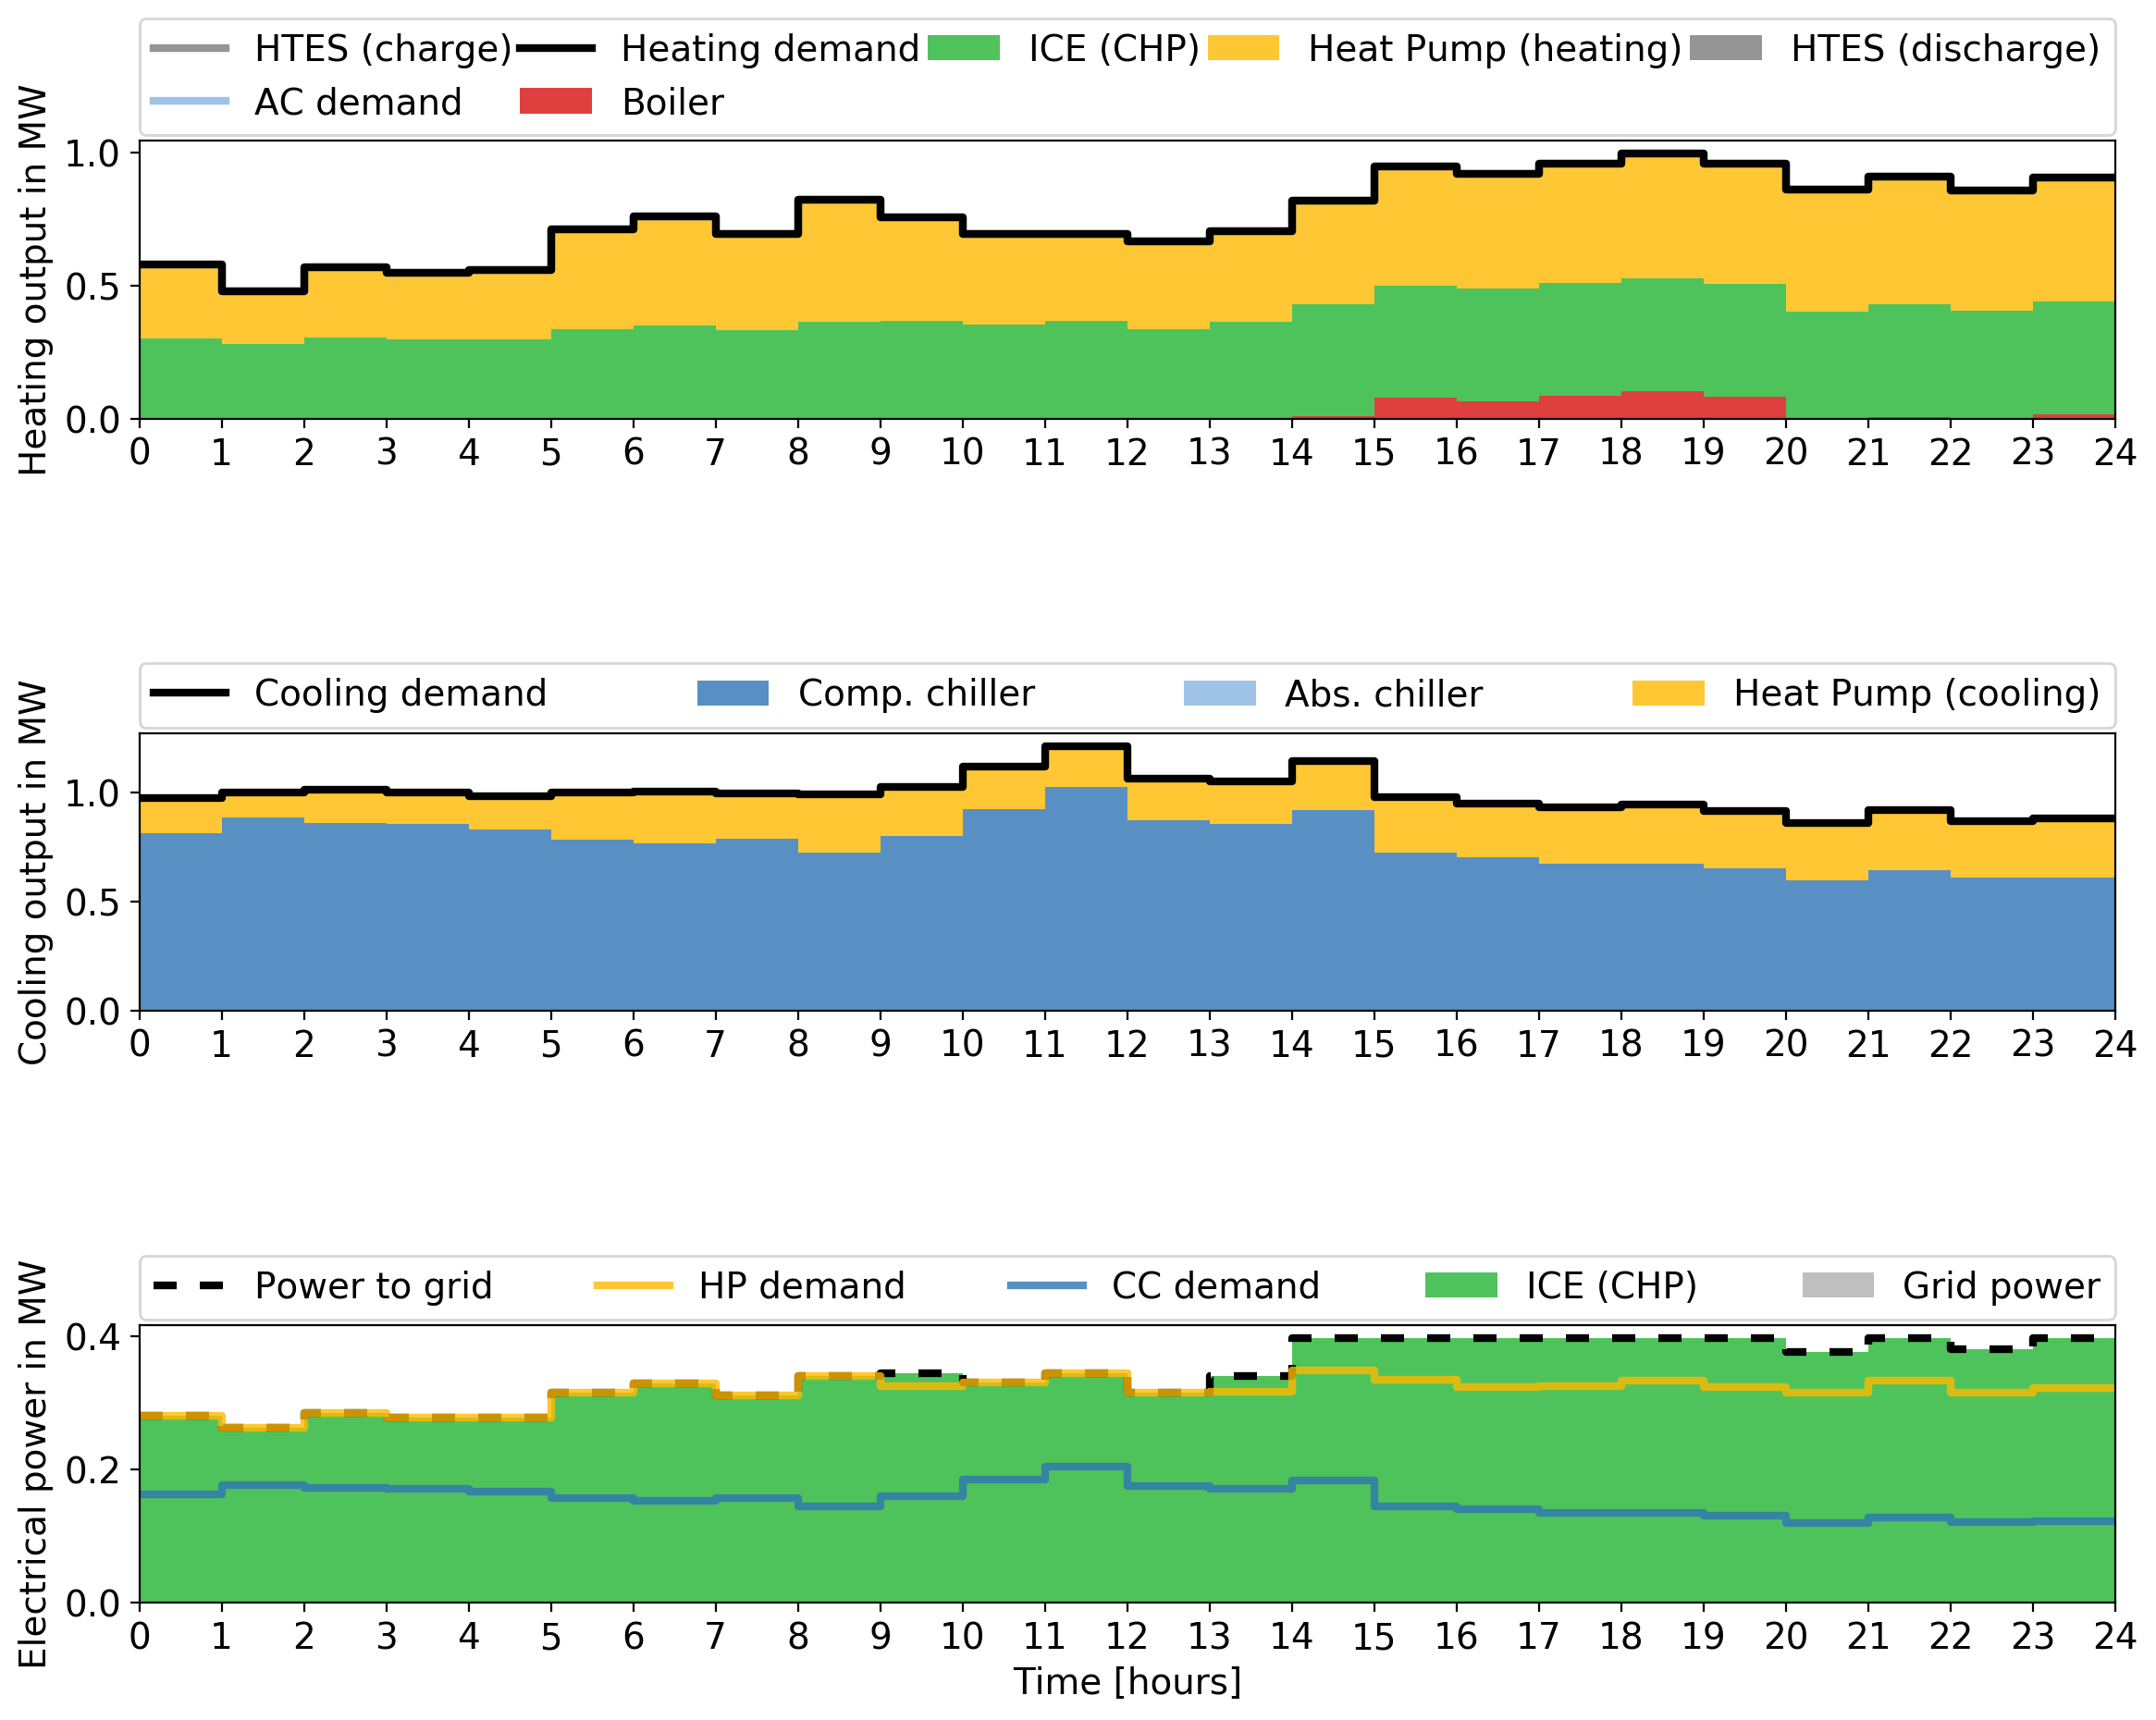 HTES (charge) Heating demand ICE (CHP) Heat Pump (heating) HTES (discharge)
AC demand Boiler
Heating output in MW
1.0
0.5
0.0
0 1 2 3 4 5 6 7 8 9 10 11 12 13 14 15 16 17 18 19 20 21 22 23 24
Cooling demand Comp. chiller Abs. chiller Heat Pump (cooling)
Cooling output in MW
1.0
0.5
0.0
0 1 2 3 4 5 6 7 8 9 10 11 12 13 14 15 16 17 18 19 20 21 22 23 24
Power to grid HP demand CC demand ICE (CHP) Grid power
Electrical power in MW
0.4
0.2
0.0
0 1 2 3 4 5 6 7 8 9 10 11 12 13 14 15 16 17 18 19 20 21 22 23 24
Time [hours]